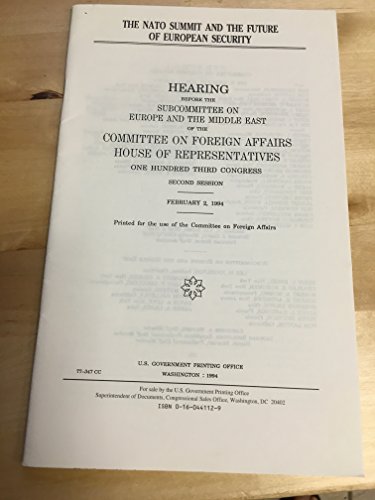 THE NATO SUMMIT AND THE FUTURE
OF EUROPEAN SECURITY
HEARING
BEFORE THE
SUBCOMMITTEE ON
EUROPE AND THE MIDDLE EAST
OF THE
COMMITTEE ON FOREIGN AFFAIRS
HOUSE OF REPRESENTATIVES
ONE HUNDRED THIRD CONGRESS
SECOND SESSION
FEBRUARY 2, 1994
Printed for the use of the Committee on Foreign Affairs
U.S. GOVERNMENT PRINTING OFFICE
77-347 CC WASHINGTON : 1994
For sale by the U.S. Government Printing Office
Superintendent of Documents, Congressional Sales Office, Washington, DC 20402
ISBN 0-16-044112-9